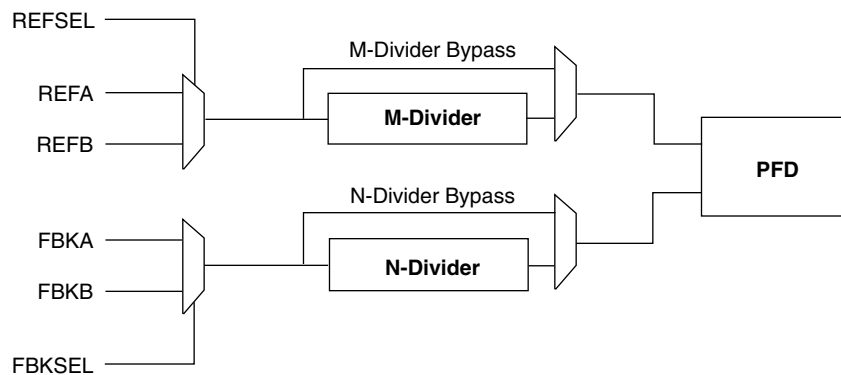 REFSEL
M-Divider Bypass
REFA
M-Divider
REFB
PFD
N-Divider Bypass
FBKA
N-Divider
FBKB
FBKSEL